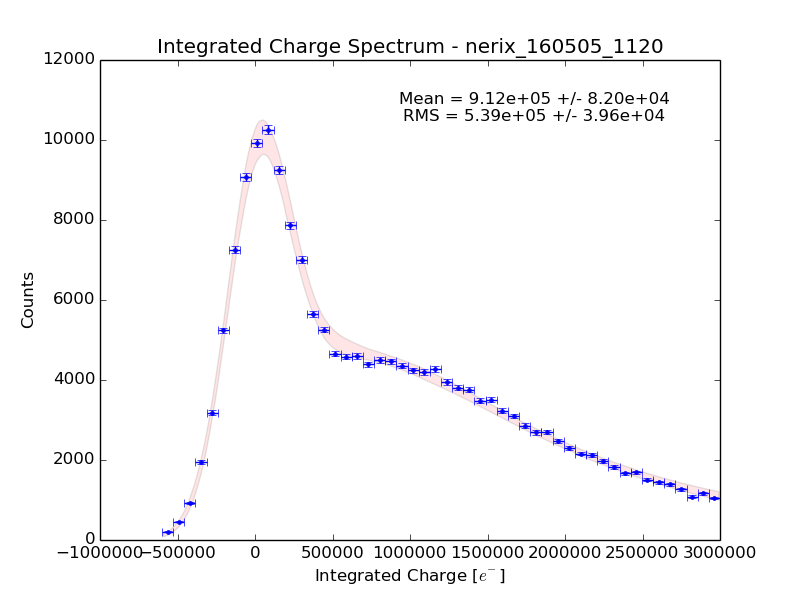 Integrated Charge Spectrum - nerix_160505_1120
12000
Mean = 9.12e+05 +/- 8.20e+04
RMS = 5.39e+05 +/- 3.96e+04
10000
8000
6000
4000
2000
0
Counts
−1000000 −500000 0 500000 1000000 1500000 2000000 2500000 3000000
Integrated Charge [e⁻]